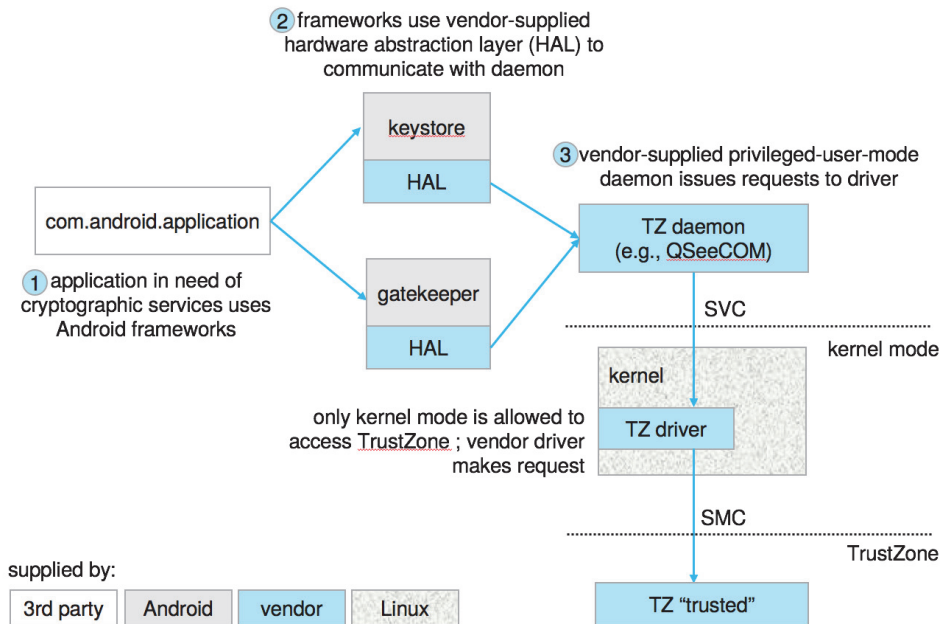 2 frameworks use vendor-supplied
hardware abstraction layer (HAL) to
communicate with daemon
keystore
HAL
3 vendor-supplied privileged-user-mode
daemon issues requests to driver
com.android.application
TZ daemon
(e.g., QSeeCOM)
1 application in need of
cryptographic services uses
Android frameworks
gatekeeper
HAL
SVC
kernel mode
kernel
only kernel mode is allowed to
access TrustZone ; vendor driver
makes request
TZ driver
SMC
TrustZone
supplied by:
3rd party
Android
vendor
Linux
TZ “trusted”